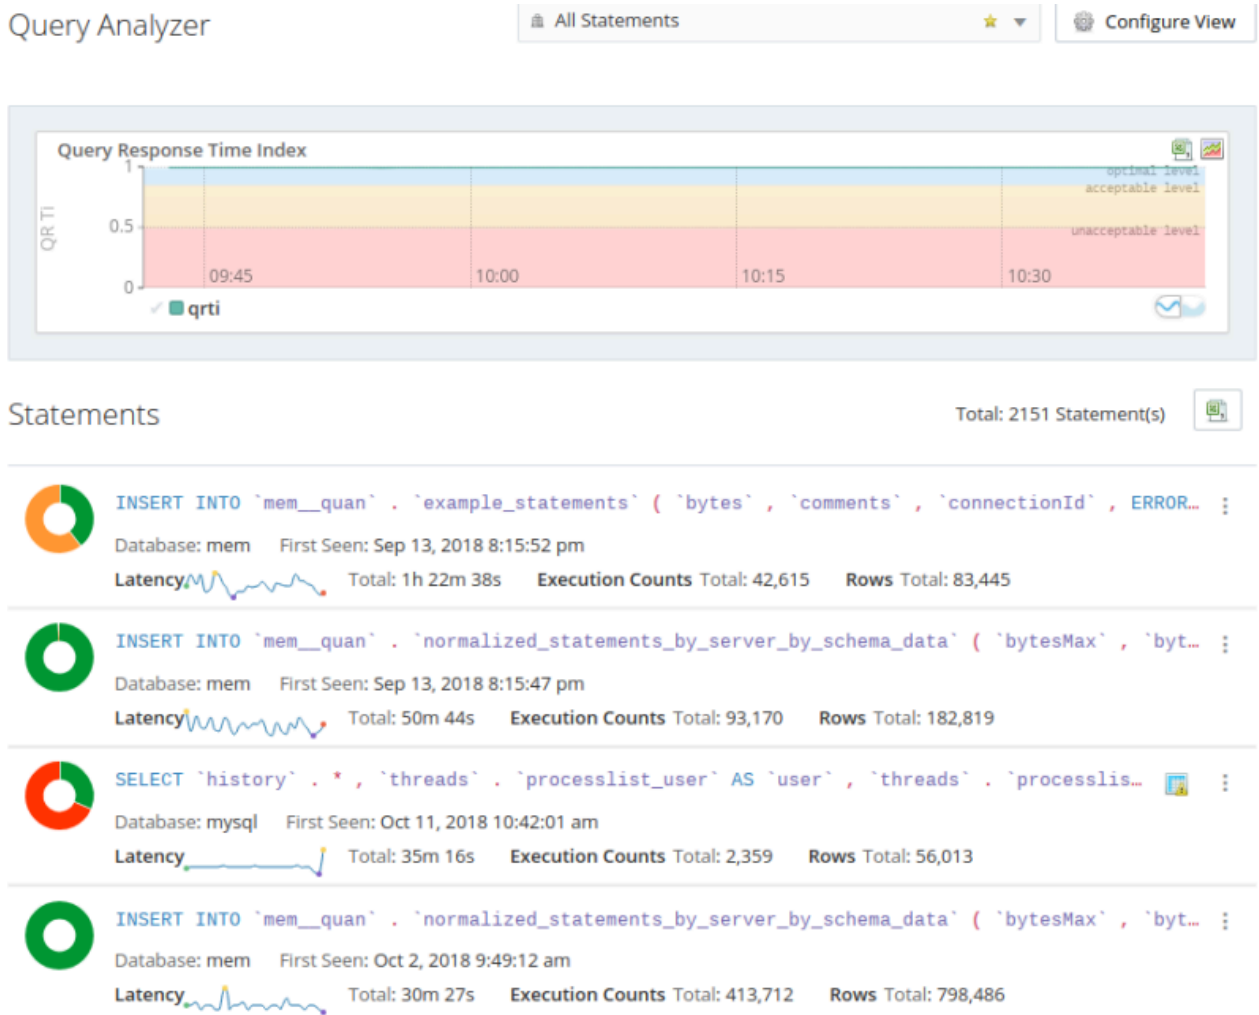 Query Analyzer
All Statements
Configure View
Query Response Time Index
1
optimal level
acceptable level
QR Ti
0.5
unacceptable level
09:45 10:00 10:15 10:30
0
qrti
Statements
Total: 2151 Statement(s)
INSERT INTO `mem__quan` . `example_statements` ( `bytes` , `comments` , `connectionId` , ERROR…
Database: mem First Seen: Sep 13, 2018 8:15:52 pm
Latency Total: 1h 22m 38s Execution Counts Total: 42,615 Rows Total: 83,445
INSERT INTO `mem__quan` . `normalized_statements_by_server_by_schema_data` ( `bytesMax` , `byt…
Database: mem First Seen: Sep 13, 2018 8:15:47 pm
Latency Total: 50m 44s Execution Counts Total: 93,170 Rows Total: 182,819
SELECT `history` . * , `threads` . `processlist_user` AS `user` , `threads` . `processlis…
Database: mysql First Seen: Oct 11, 2018 10:42:01 am
Latency Total: 35m 16s Execution Counts Total: 2,359 Rows Total: 56,013
INSERT INTO `mem__quan` . `normalized_statements_by_server_by_schema_data` ( `bytesMax` , `byt…
Database: mem First Seen: Oct 2, 2018 9:49:12 am
Latency Total: 30m 27s Execution Counts Total: 413,712 Rows Total: 798,486